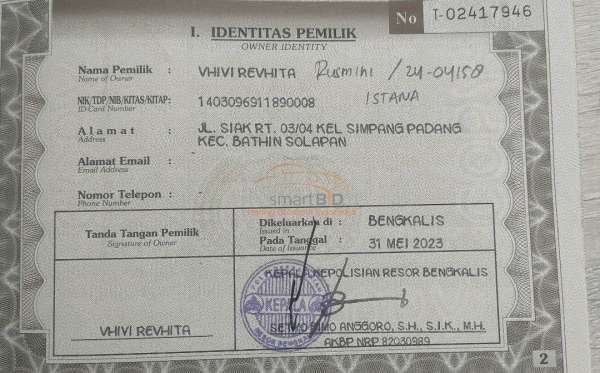 No T-02417946
I. IDENTITAS PEMILIK
OWNER IDENTITY
Nama Pemilik : VHIVI REVHITA Rusmini / 24-04150
Name of Owner
NIK/TDP/NIB/KITAS/KITAP: 1403096911890008 ISTANA
ID Card Number
Alamat : JL. SIAK RT. 03/04 KEL SIMPANG PADANG
Address
KEC. BATHIN SOLAPAN
Alamat Email : -
Email Address
Nomor Telepon : -
Phone Number
smartBID
Tanda Tangan Pemilik
Signature of Owner
Dikeluarkan di : BENGKALIS
Issued in
Pada Tanggal : 31 MEI 2023
Date of Issuance
KEPALA KEPOLISIAN RESOR BENGKALIS
KEPALA
VHIVI REVHITA
SETYO BIMO ANGGORO, S.H., S.I.K., M.H.
AKBP NRP 82030989
2